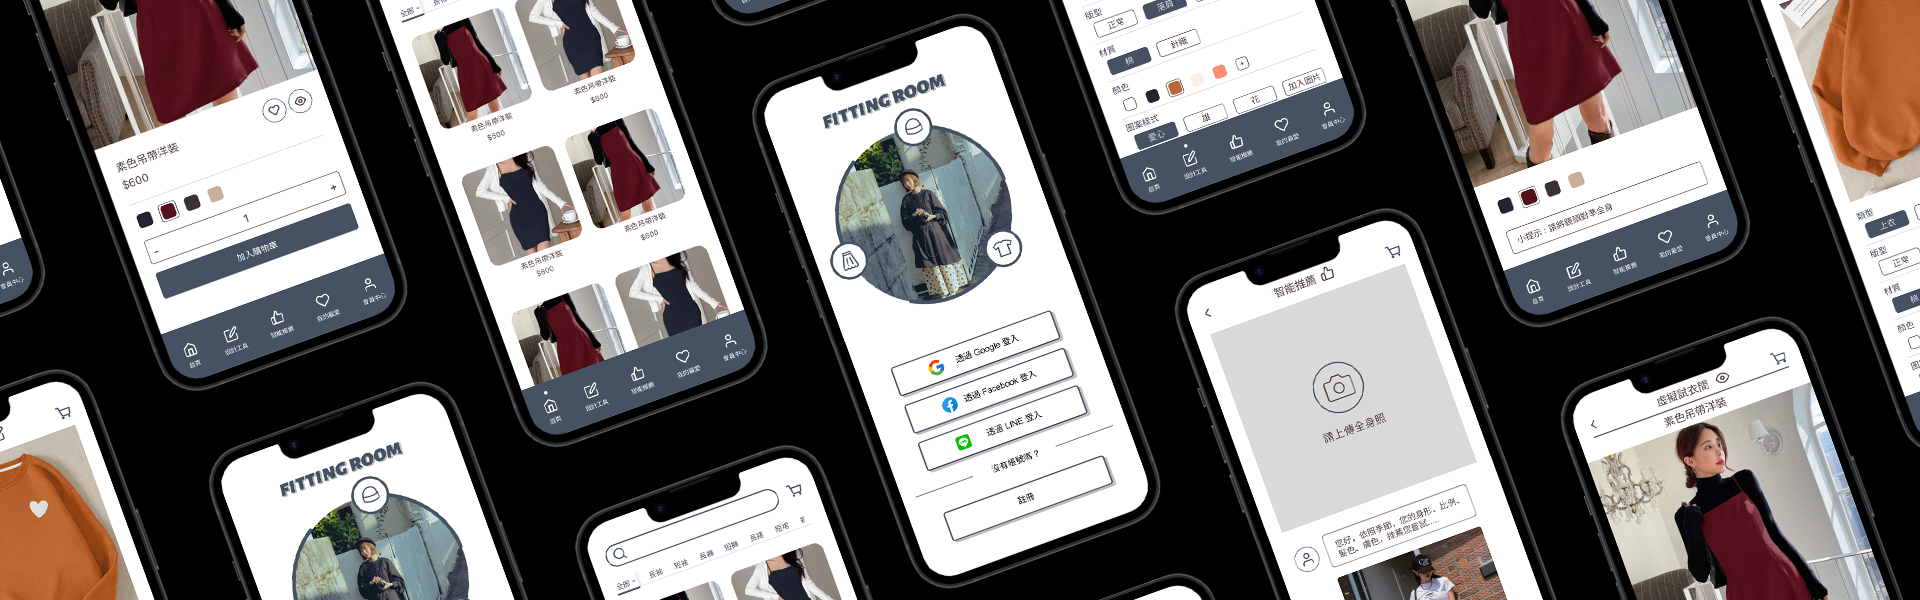 素色吊帶洋裝
$600
1
加入購物車
首頁
設計工具
智能推薦
我的最愛
會員中心
會員中心
全部
素色吊帶洋裝
$600
素色吊帶洋裝
$600
素色吊帶洋裝
$600
素色吊帶洋裝
$600
首頁
設計工具
智能推薦
我的最愛
會員中心
FITTING ROOM
全部
長袖
短袖
長褲
短褲
長裙
短裙
FITTING ROOM
透過 Google 登入
透過 Facebook 登入
透過 LINE 登入
沒有帳號嗎？
註冊
版型
正常
落肩
材質
棉
針織
顏色
圖案樣式
愛心
花
加入圖片
首頁
設計工具
智能推薦
我的最愛
會員中心
智能推薦
請上傳全身照
您好，依照季節，您的身形、比例、
髮色、膚色，推薦您嘗試.....
小提示：請將鏡頭對準全身
首頁
設計工具
智能推薦
我的最愛
會員中心
虛擬試衣間
素色吊帶洋裝
類型
上衣
版型
正常
材質
棉
顏色